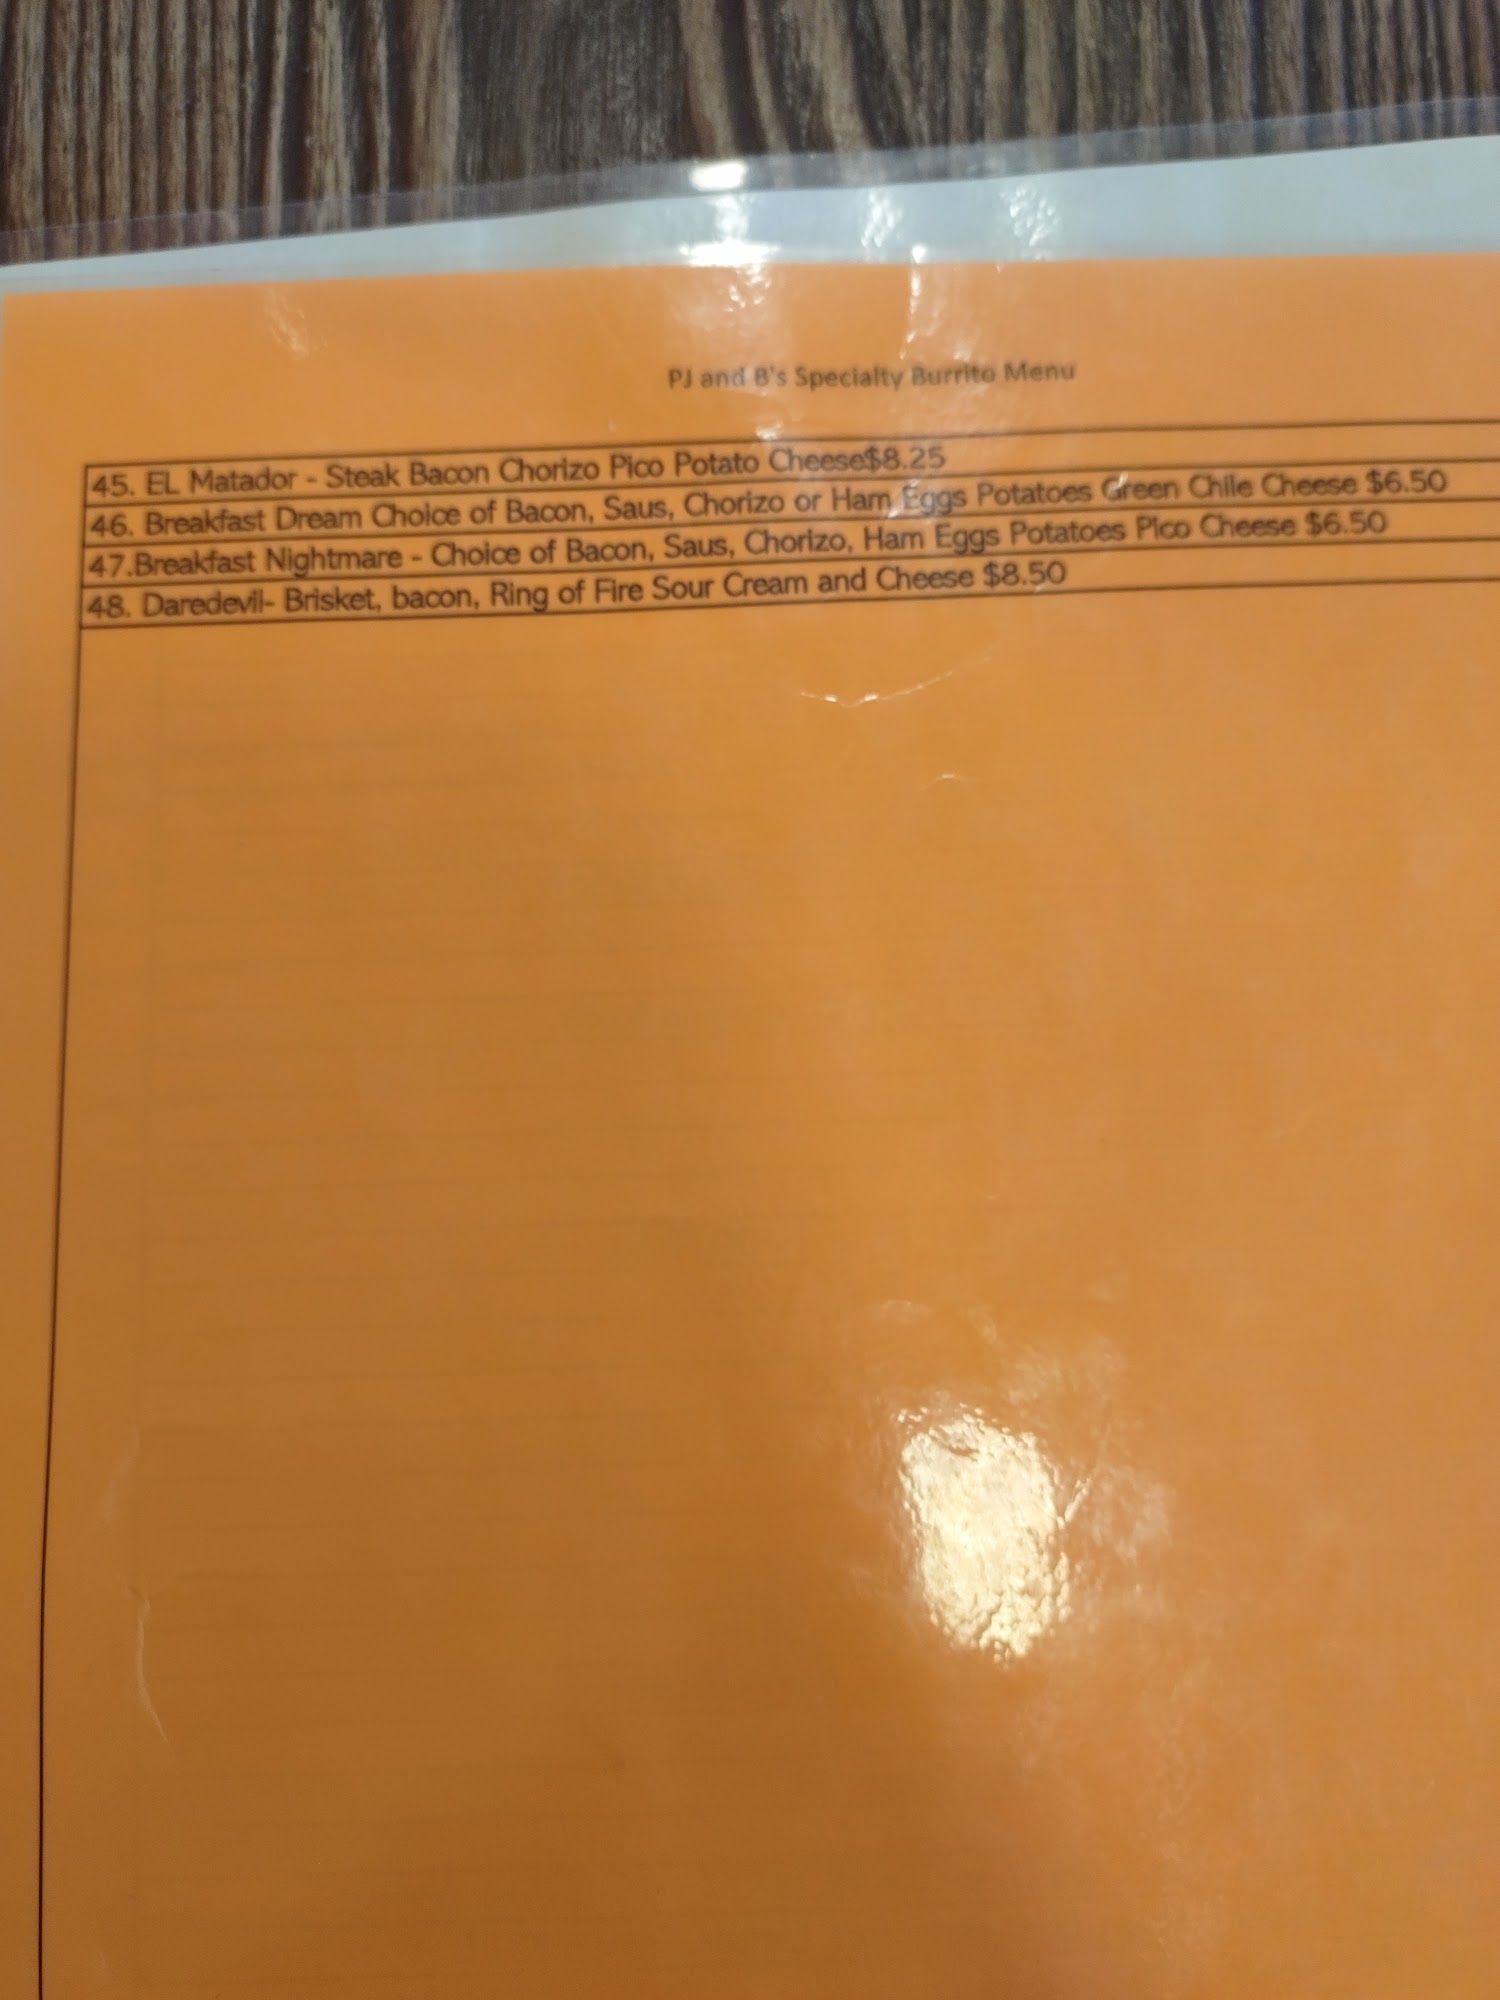 PJ and B's Specialty Burrito Menu
45. EL Matador - Steak Bacon Chorizo Pico Potato Cheese$8.25
46. Breakfast Dream Choice of Bacon, Saus, Chorizo or Ham Eggs Potatoes Green Chile Cheese $6.50
47.Breakfast Nightmare - Choice of Bacon, Saus, Chorizo, Ham Eggs Potatoes Pico Cheese $6.50
48. Daredevil- Brisket, bacon, Ring of Fire Sour Cream and Cheese $8.50